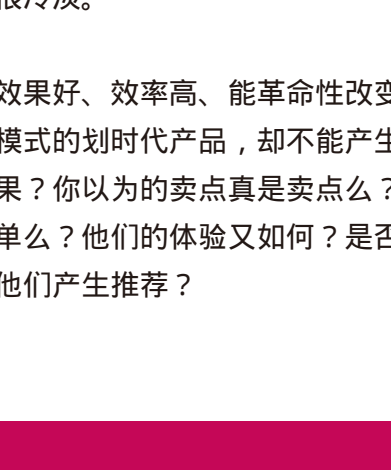 很冷淡。
效果好、效率高、能革命性改变
模式的划时代产品，却不能产生
果？你以为的卖点真是卖点么？
单么？他们的体验又如何？是否
他们产生推荐？